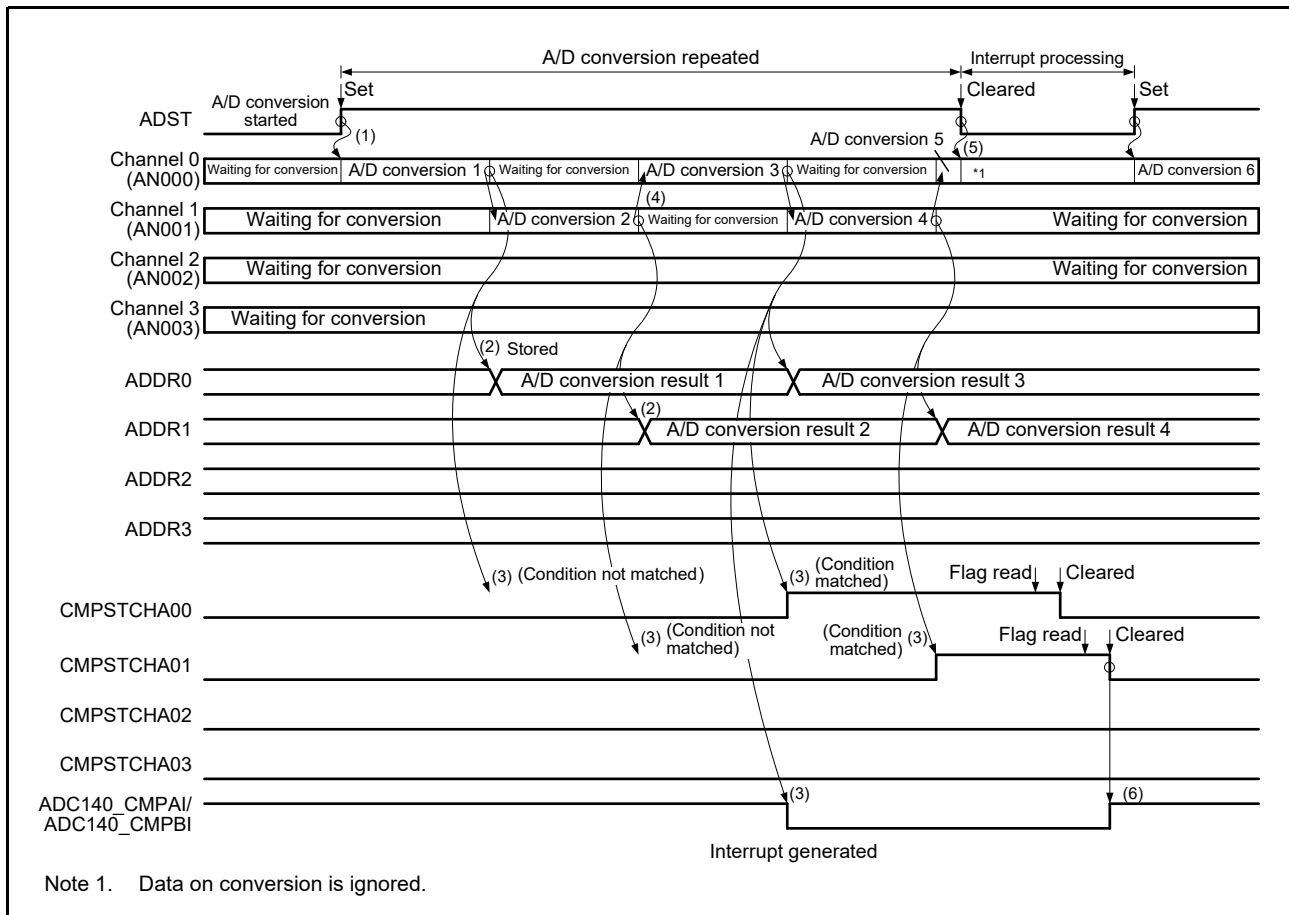 A/D conversion repeated
Interrupt processing
Set
Cleared
Set
A/D conversion
started
ADST
(1)
A/D conversion 5
(5)
Channel 0
(AN000)
Waiting for conversion
A/D conversion 1
Waiting for conversion
A/D conversion 3
Waiting for conversion
*1
A/D conversion 6
(4)
Channel 1
(AN001)
Waiting for conversion
A/D conversion 2
Waiting for conversion
A/D conversion 4
Waiting for conversion
Channel 2
(AN002)
Waiting for conversion
Waiting for conversion
Channel 3
(AN003)
Waiting for conversion
(2) Stored
ADDR0
A/D conversion result 1
A/D conversion result 3
(2)
ADDR1
A/D conversion result 2
A/D conversion result 4
ADDR2
ADDR3
(3) (Condition not matched)
(3) (Condition
matched)
Flag read
Cleared
CMPSTCHA00
(3) (Condition not
matched)
(Condition
matched) (3)
Flag read
Cleared
CMPSTCHA01
CMPSTCHA02
CMPSTCHA03
ADC140_CMPAI/
ADC140_CMPBI
(3)
(6)
Interrupt generated
Note 1. Data on conversion is ignored.